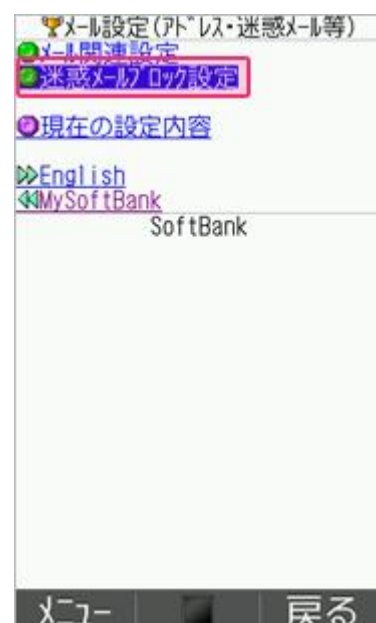 メール設定(アドレス・迷惑メール等)
メール関連設定
迷惑メールブロック設定
現在の設定内容
English
MySoftBank
SoftBank
メニュー
戻る